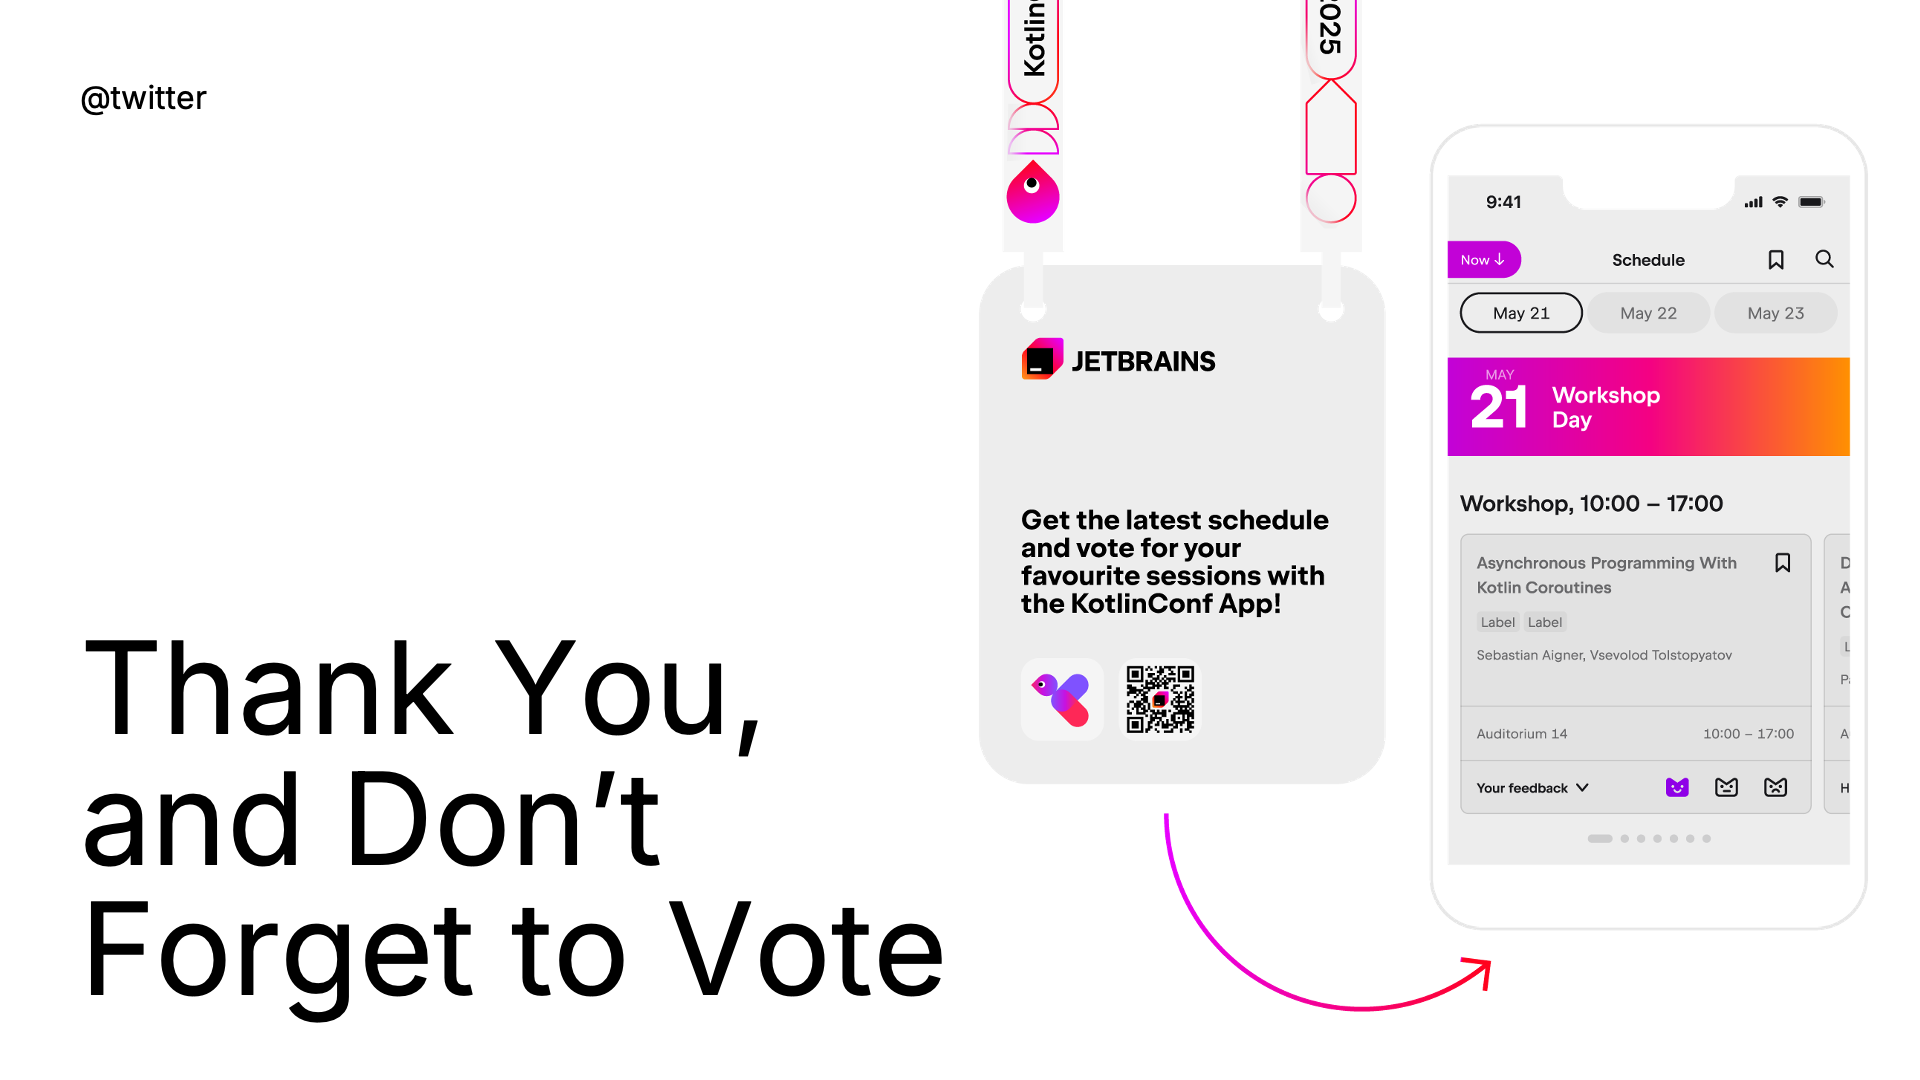 @twitter
Thank You,
and Don’t
Forget to Vote
2025
JETBRAINS
Get the latest schedule
and vote for your
favourite sessions with
the KotlinConf App!
9:41
Now ↓
Schedule
May 21
May 22
May 23
MAY
21
Workshop
Day
Workshop, 10:00 – 17:00
Asynchronous Programming With
Kotlin Coroutines
Label Label
Sebastian Aigner, Vsevolod Tolstopyatov
Auditorium 14
10:00 – 17:00
Your feedback